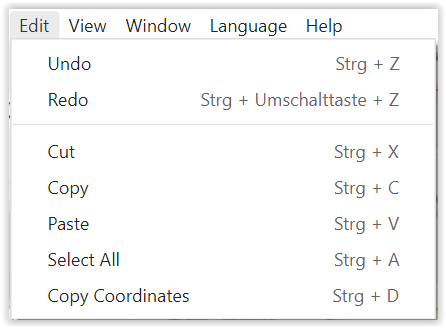 Edit View Window Language Help
Undo Strg + Z
Redo Strg + Umschalttaste + Z
Cut Strg + X
Copy Strg + C
Paste Strg + V
Select All Strg + A
Copy Coordinates Strg + D